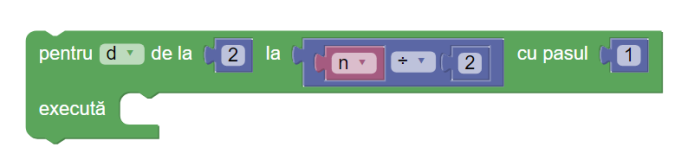 pentru d de la 2 la n ÷ 2 cu pasul 1
execută